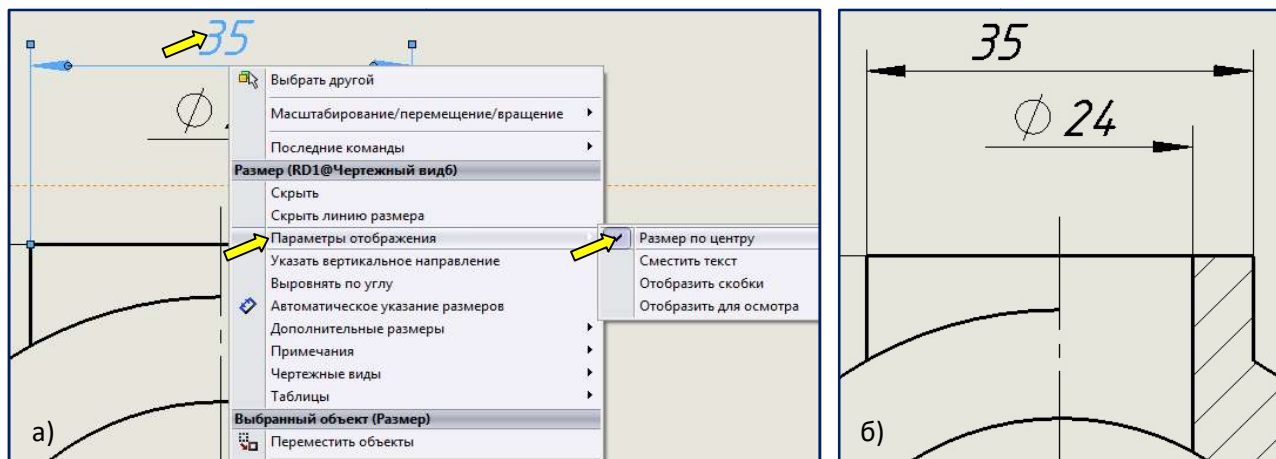 35
Ø
Выбрать другой
Масштабирование/перемещение/вращение
Последние команды
Размер (RD1@Чертежный вид6)
Скрыть
Скрыть линию размера
Параметры отображения
Указать вертикальное направление
Выровнять по углу
Автоматическое указание размеров
Дополнительные размеры
Примечания
Чертежные виды
Таблицы
Выбранный объект (Размер)
Переместить объекты
Размер по центру
Сместить текст
Отобразить скобки
Отобразить для осмотра
а)
35
Ø 24
б)